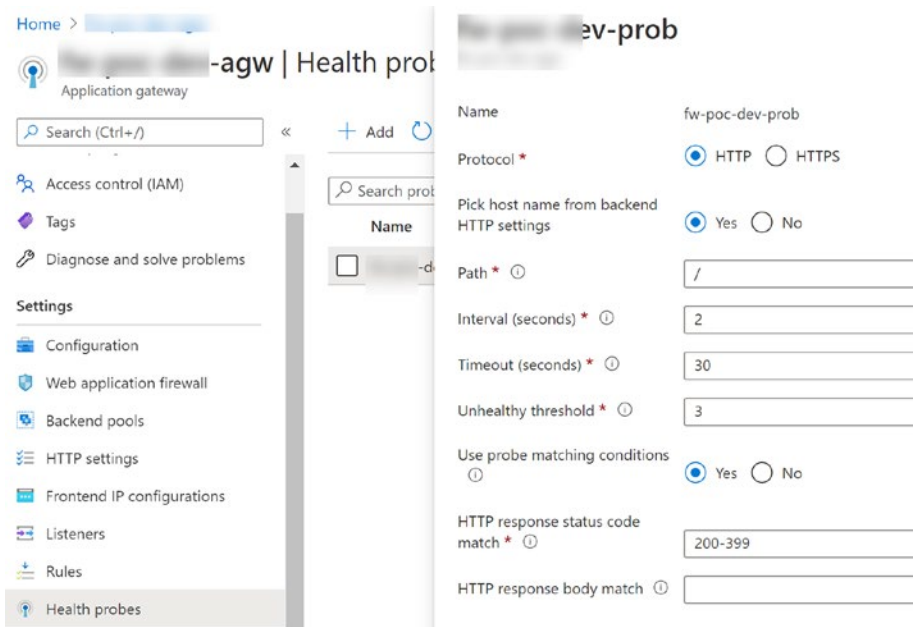 Home >
-agw | Health prob
Application gateway
Search (Ctrl+/)
«
Access control (IAM)
Tags
Diagnose and solve problems
Settings
Configuration
Web application firewall
Backend pools
HTTP settings
Frontend IP configurations
Listeners
Rules
Health probes
+ Add
Search prob
Name
-d
ev-prob
Name fw-poc-dev-prob
Protocol * HTTP HTTPS
Pick host name from backend
HTTP settings Yes No
Path * /
Interval (seconds) * 2
Timeout (seconds) * 30
Unhealthy threshold * 3
Use probe matching conditions
Yes No
HTTP response status code
match * 200-399
HTTP response body match